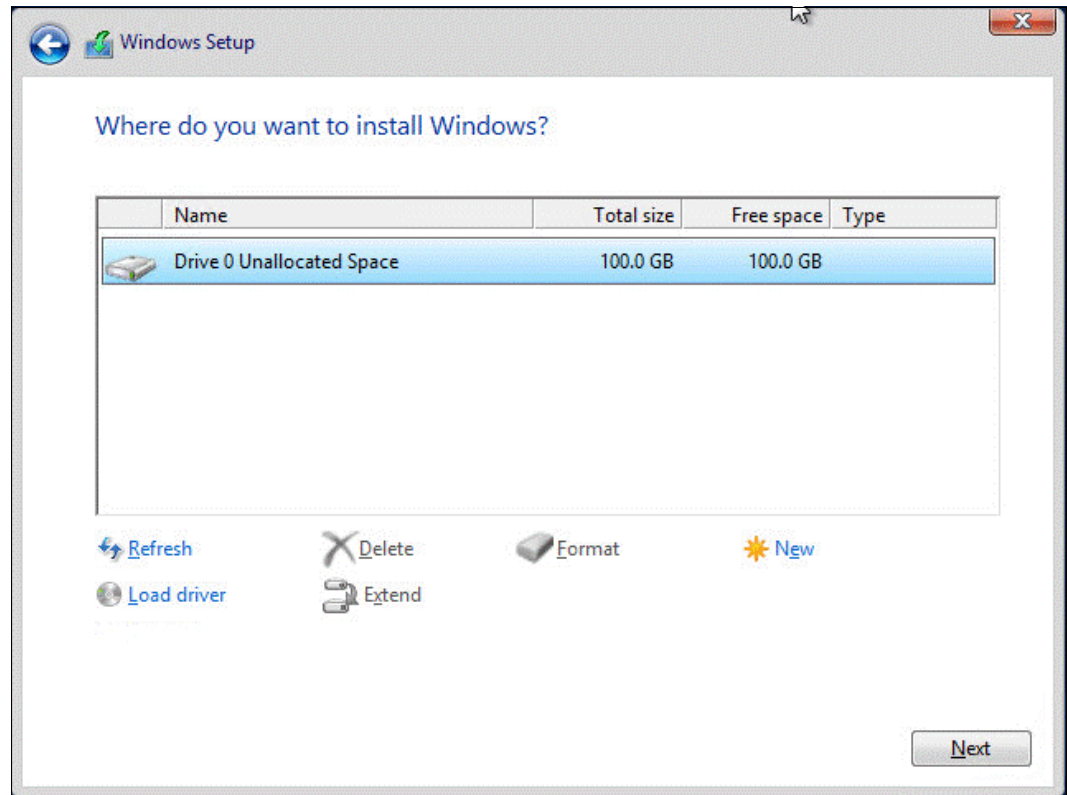 Windows Setup
Where do you want to install Windows?
Name Total size Free space Type
Drive 0 Unallocated Space 100.0 GB 100.0 GB
Refresh Delete Format New
Load driver Extend
Next